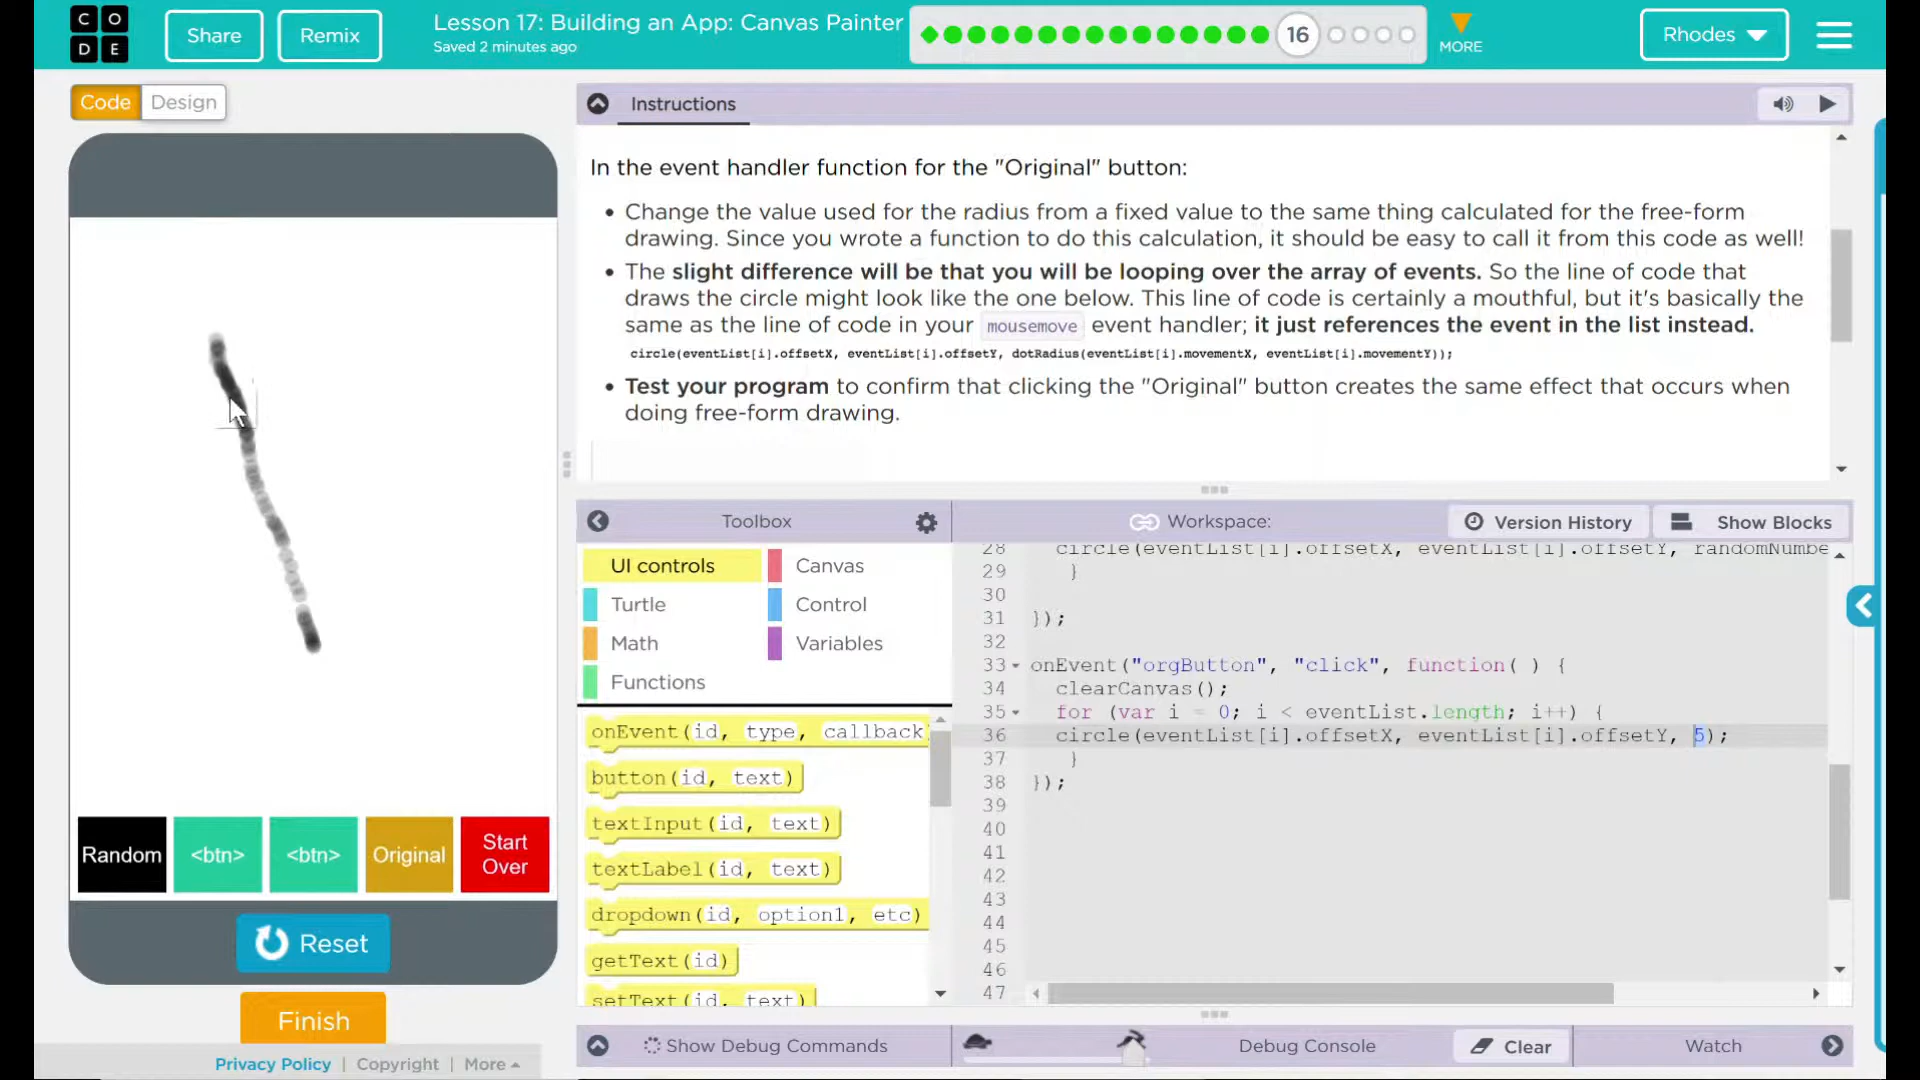 CO
DE
Share
Remix
Lesson 17: Building an App: Canvas Painter
Saved 2 minutes ago
16
MORE
Rhodes
Code
Design
Instructions
In the event handler function for the "Original" button:
• Change the value used for the radius from a fixed value to the same thing calculated for the free-form
drawing. Since you wrote a function to do this calculation, it should be easy to call it from this code as well!
• The slight difference will be that you will be looping over the array of events. So the line of code that
draws the circle might look like the one below. This line of code is certainly a mouthful, but it's basically the
same as the line of code in your mousemove event handler; it just references the event in the list instead.
circle(eventList[i].offsetX, eventList[i].offsetY, dotRadius(eventList[i].movementX, eventList[i].movementY));
• Test your program to confirm that clicking the "Original" button creates the same effect that occurs when
doing free-form drawing.
Toolbox
Workspace:
Version History
Show Blocks
UI controls
Canvas
Turtle
Control
Math
Variables
Functions
onEvent(id, type, callback
button(id, text)
textInput(id, text)
textLabel(id, text)
dropdown(id, option1, etc)
getText(id)
setText(id, text)
28 circle(eventList[i].offsetX, eventList[i].offsetY, randomNumbe
29 }
30
31 });
32
33 onEvent("orgButton", "click", function( ) {
34 clearCanvas();
35 for (var i = 0; i < eventList.length; i++) {
36 circle(eventList[i].offsetX, eventList[i].offsetY, 5);
37 }
38 });
39
40
41
42
43
44
45
46
47
Random
<btn>
<btn>
Original
Start
Over
Reset
Finish
Show Debug Commands
Debug Console
Clear
Watch
Privacy Policy | Copyright | More